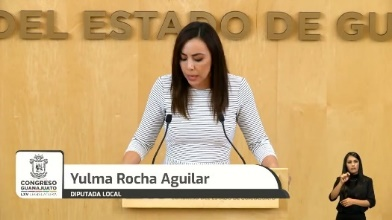 DEL ESTADO DE GU
CONGRESO
GUANAJUATO
Yulma Rocha Aguilar
DIPUTADA LOCAL